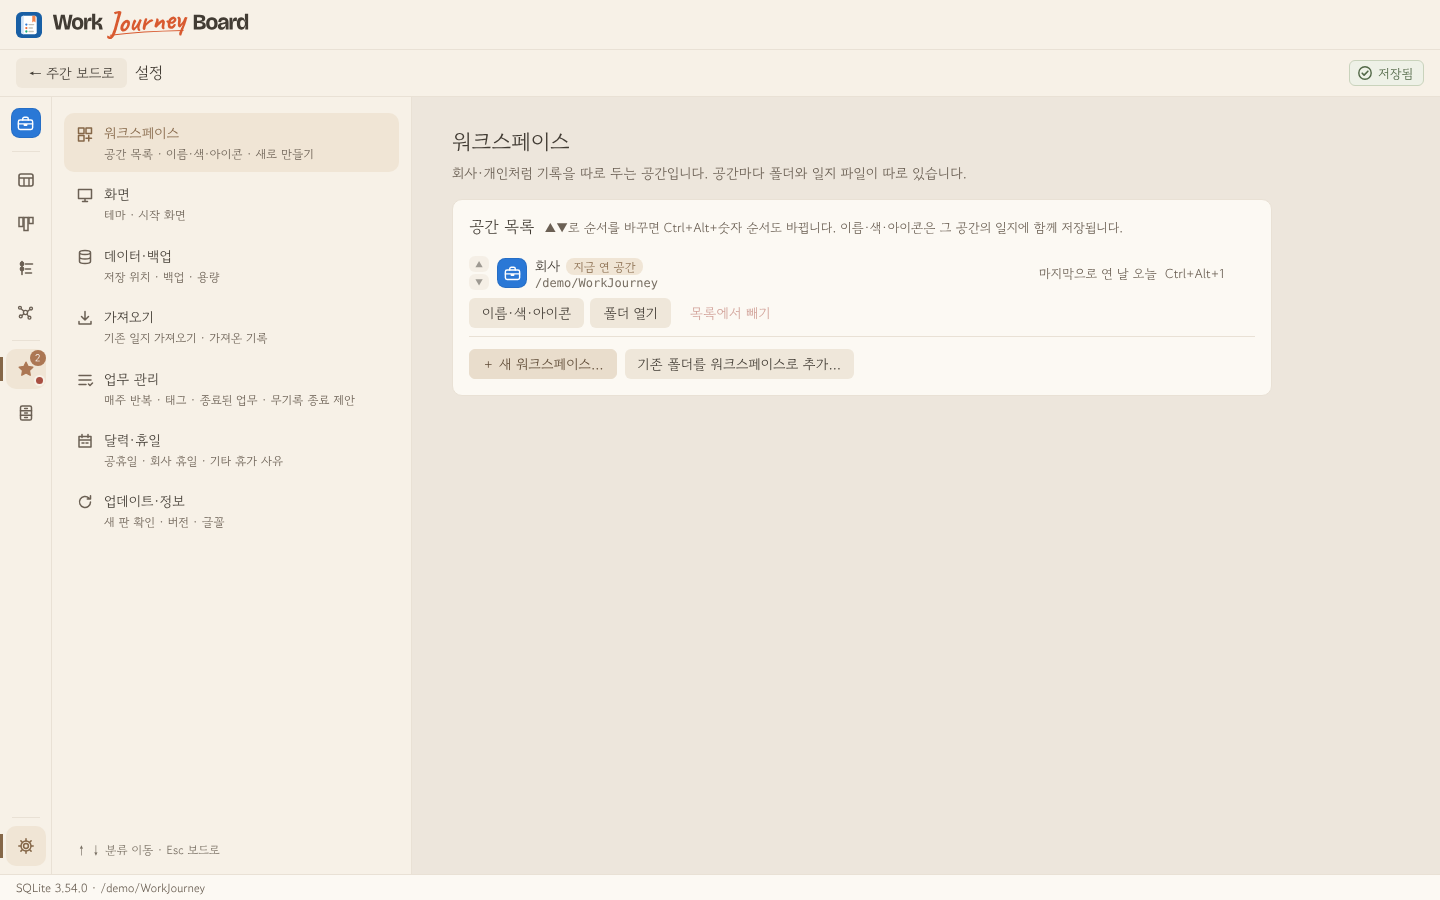 Work Journey Board
← 주간 보드로
설정
저장됨
워크스페이스
공간 목록 · 이름·색·아이콘 · 새로 만들기
화면
테마 · 시작 화면
데이터·백업
저장 위치 · 백업 · 용량
가져오기
기존 일지 가져오기 · 가져온 기록
2
업무 관리
매주 반복 · 태그 · 종료된 업무 · 무기록 종료 제안
달력·휴일
공휴일 · 회사 휴일 · 기타 휴가 사유
업데이트·정보
새 판 확인 · 버전 · 글꼴
↑ ↓ 분류 이동 · Esc 보드로
워크스페이스
회사·개인처럼 기록을 따로 두는 공간입니다. 공간마다 폴더와 일지 파일이 따로 있습니다.
공간 목록 ▲▼로 순서를 바꾸면 Ctrl+Alt+숫자 순서도 바뀝니다. 이름·색·아이콘은 그 공간의 일지에 함께 저장됩니다.
▲
▼
회사 지금 연 공간
/demo/WorkJourney
마지막으로 연 날 오늘 Ctrl+Alt+1
이름·색·아이콘 폴더 열기 목록에서 빼기
+ 새 워크스페이스... 기존 폴더를 워크스페이스로 추가...
SQLite 3.54.0 · /demo/WorkJourney